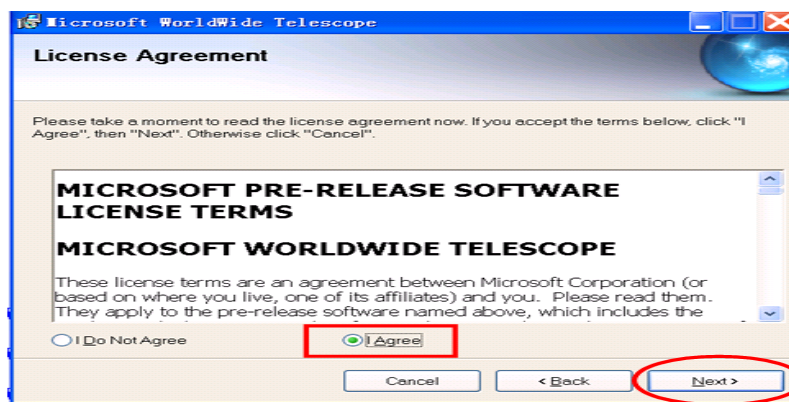 Microsoft WorldWide Telescope
License Agreement
Please take a moment to read the license agreement now. If you accept the terms below, click "I
Agree", then "Next". Otherwise click "Cancel".
MICROSOFT PRE-RELEASE SOFTWARE
LICENSE TERMS
MICROSOFT WORLDWIDE TELESCOPE
These license terms are an agreement between Microsoft Corporation (or
based on where you live, one of its affiliates) and you. Please read them.
They apply to the pre-release software named above, which includes the
I Do Not Agree
I Agree
Cancel
< Back
Next >